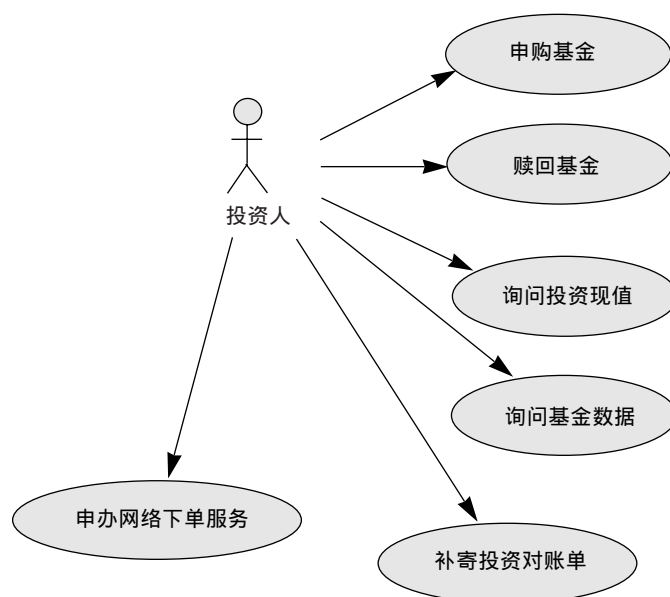 申购基金
赎回基金
投资人
询问投资现值
询问基金数据
申办网络下单服务
补寄投资对账单